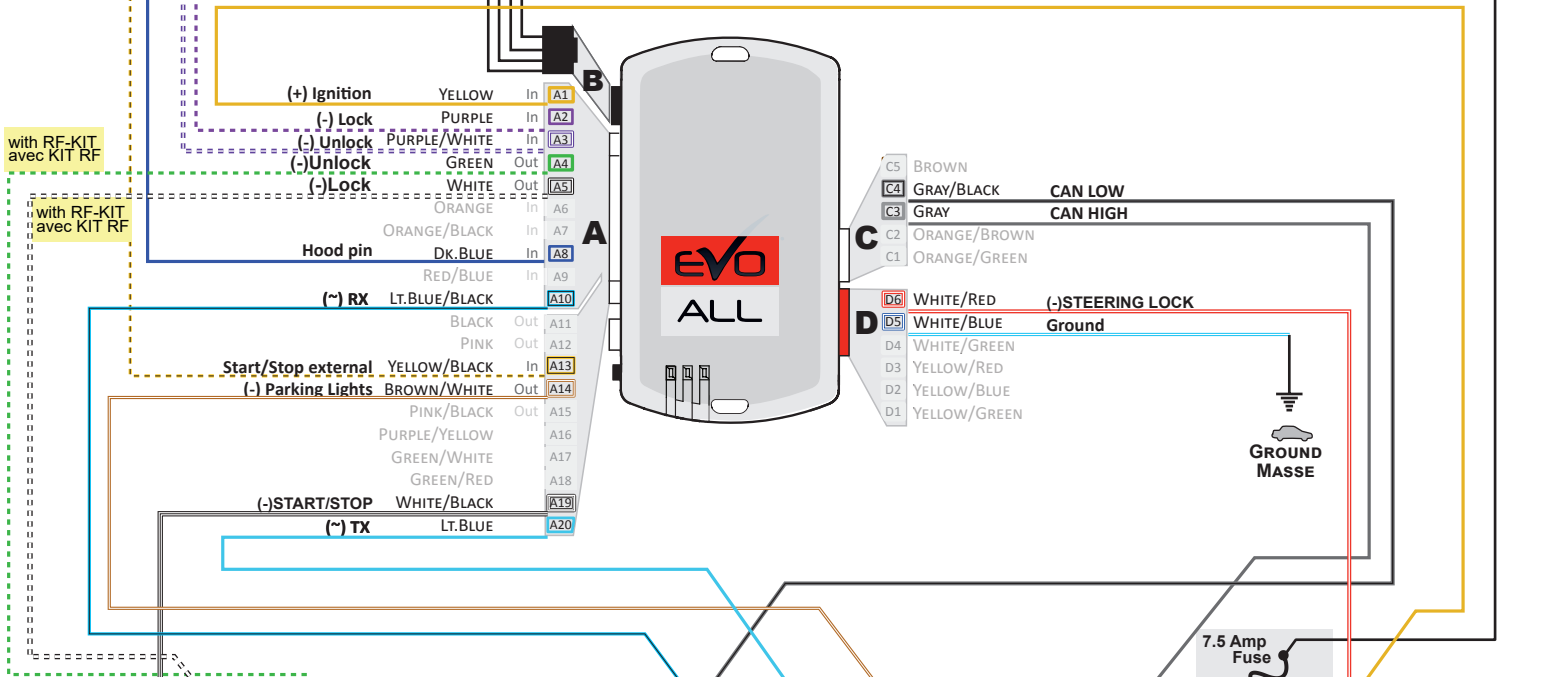 B
(+) Ignition YELLOW In A1
(-) Lock PURPLE In A2
(-) Unlock PURPLE/WHITE In A3
with RF-KIT
avec KIT RF
(-)Unlock GREEN Out A4
(-)Lock WHITE Out A5
with RF-KIT
avec KIT RF
ORANGE In A6
ORANGE/BLACK In A7
A
Hood pin DK.BLUE In A8
RED/BLUE In A9
(~) RX LT.BLUE/BLACK A10
BLACK Out A11
PINK Out A12
Start/Stop external YELLOW/BLACK In A13
(-) Parking Lights BROWN/WHITE Out A14
PINK/BLACK Out A15
PURPLE/YELLOW A16
GREEN/WHITE A17
GREEN/RED A18
(-)START/STOP WHITE/BLACK A19
(~) TX LT.BLUE A20
EVO
ALL
C5 BROWN
C4 GRAY/BLACK CAN LOW
C3 GRAY CAN HIGH
C
C2 ORANGE/BROWN
C1 ORANGE/GREEN
D6 WHITE/RED (-)STEERING LOCK
D
D5 WHITE/BLUE Ground
D4 WHITE/GREEN
D3 YELLOW/RED
D2 YELLOW/BLUE
D1 YELLOW/GREEN
GROUND
MASSE
7.5 Amp
Fuse